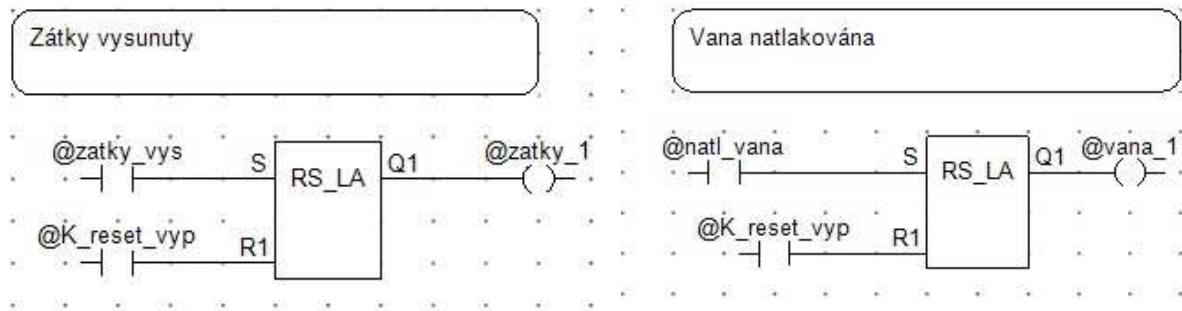 Zátky vysunuty
@zatky_vys
S
RS_LA
Q1
@zatky_1
@K_reset_vyp
R1
Vana natlakována
@natl_vana
S
RS_LA
Q1
@vana_1
@K_reset_vyp
R1